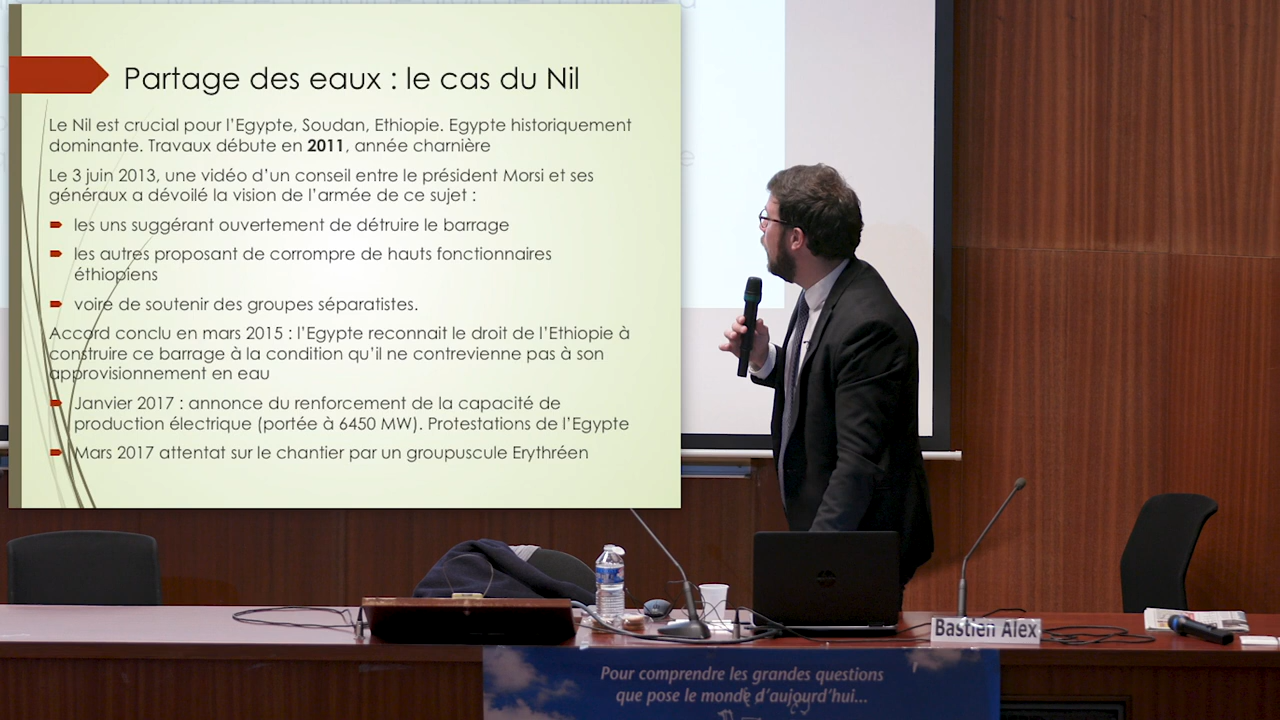 Partage des eaux : le cas du Nil
Le Nil est crucial pour l'Egypte, Soudan, Ethiopie. Egypte historiquement
dominante. Travaux débute en 2011, année charnière
Le 3 juin 2013, une vidéo d'un conseil entre le président Morsi et ses
généraux a dévoilé la vision de l'armée de ce sujet :
les uns suggérant ouvertement de détruire le barrage
les autres proposant de corrompre de hauts fonctionnaires
éthiopiens
voire de soutenir des groupes séparatistes.
Accord conclu en mars 2015 : l'Egypte reconnait le droit de l'Ethiopie à
construire ce barrage à la condition qu'il ne contrevienne pas à son
approvisionnement en eau
Janvier 2017 : annonce du renforcement de la capacité de
production électrique (portée à 6450 MW). Protestations de l'Egypte
Mars 2017 attentat sur le chantier par un groupuscule Erythréen
Bastien Alex
Pour comprendre les grandes questions
que pose le monde d'aujourd'hui...